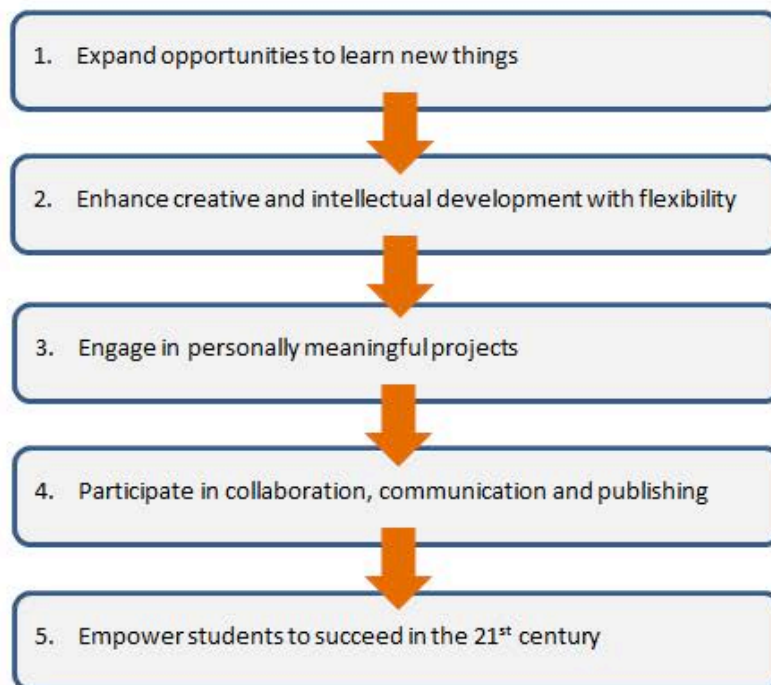 1. Expand opportunities to learn new things
2. Enhance creative and intellectual development with flexibility
3. Engage in personally meaningful projects
4. Participate in collaboration, communication and publishing
5. Empower students to succeed in the 21st century